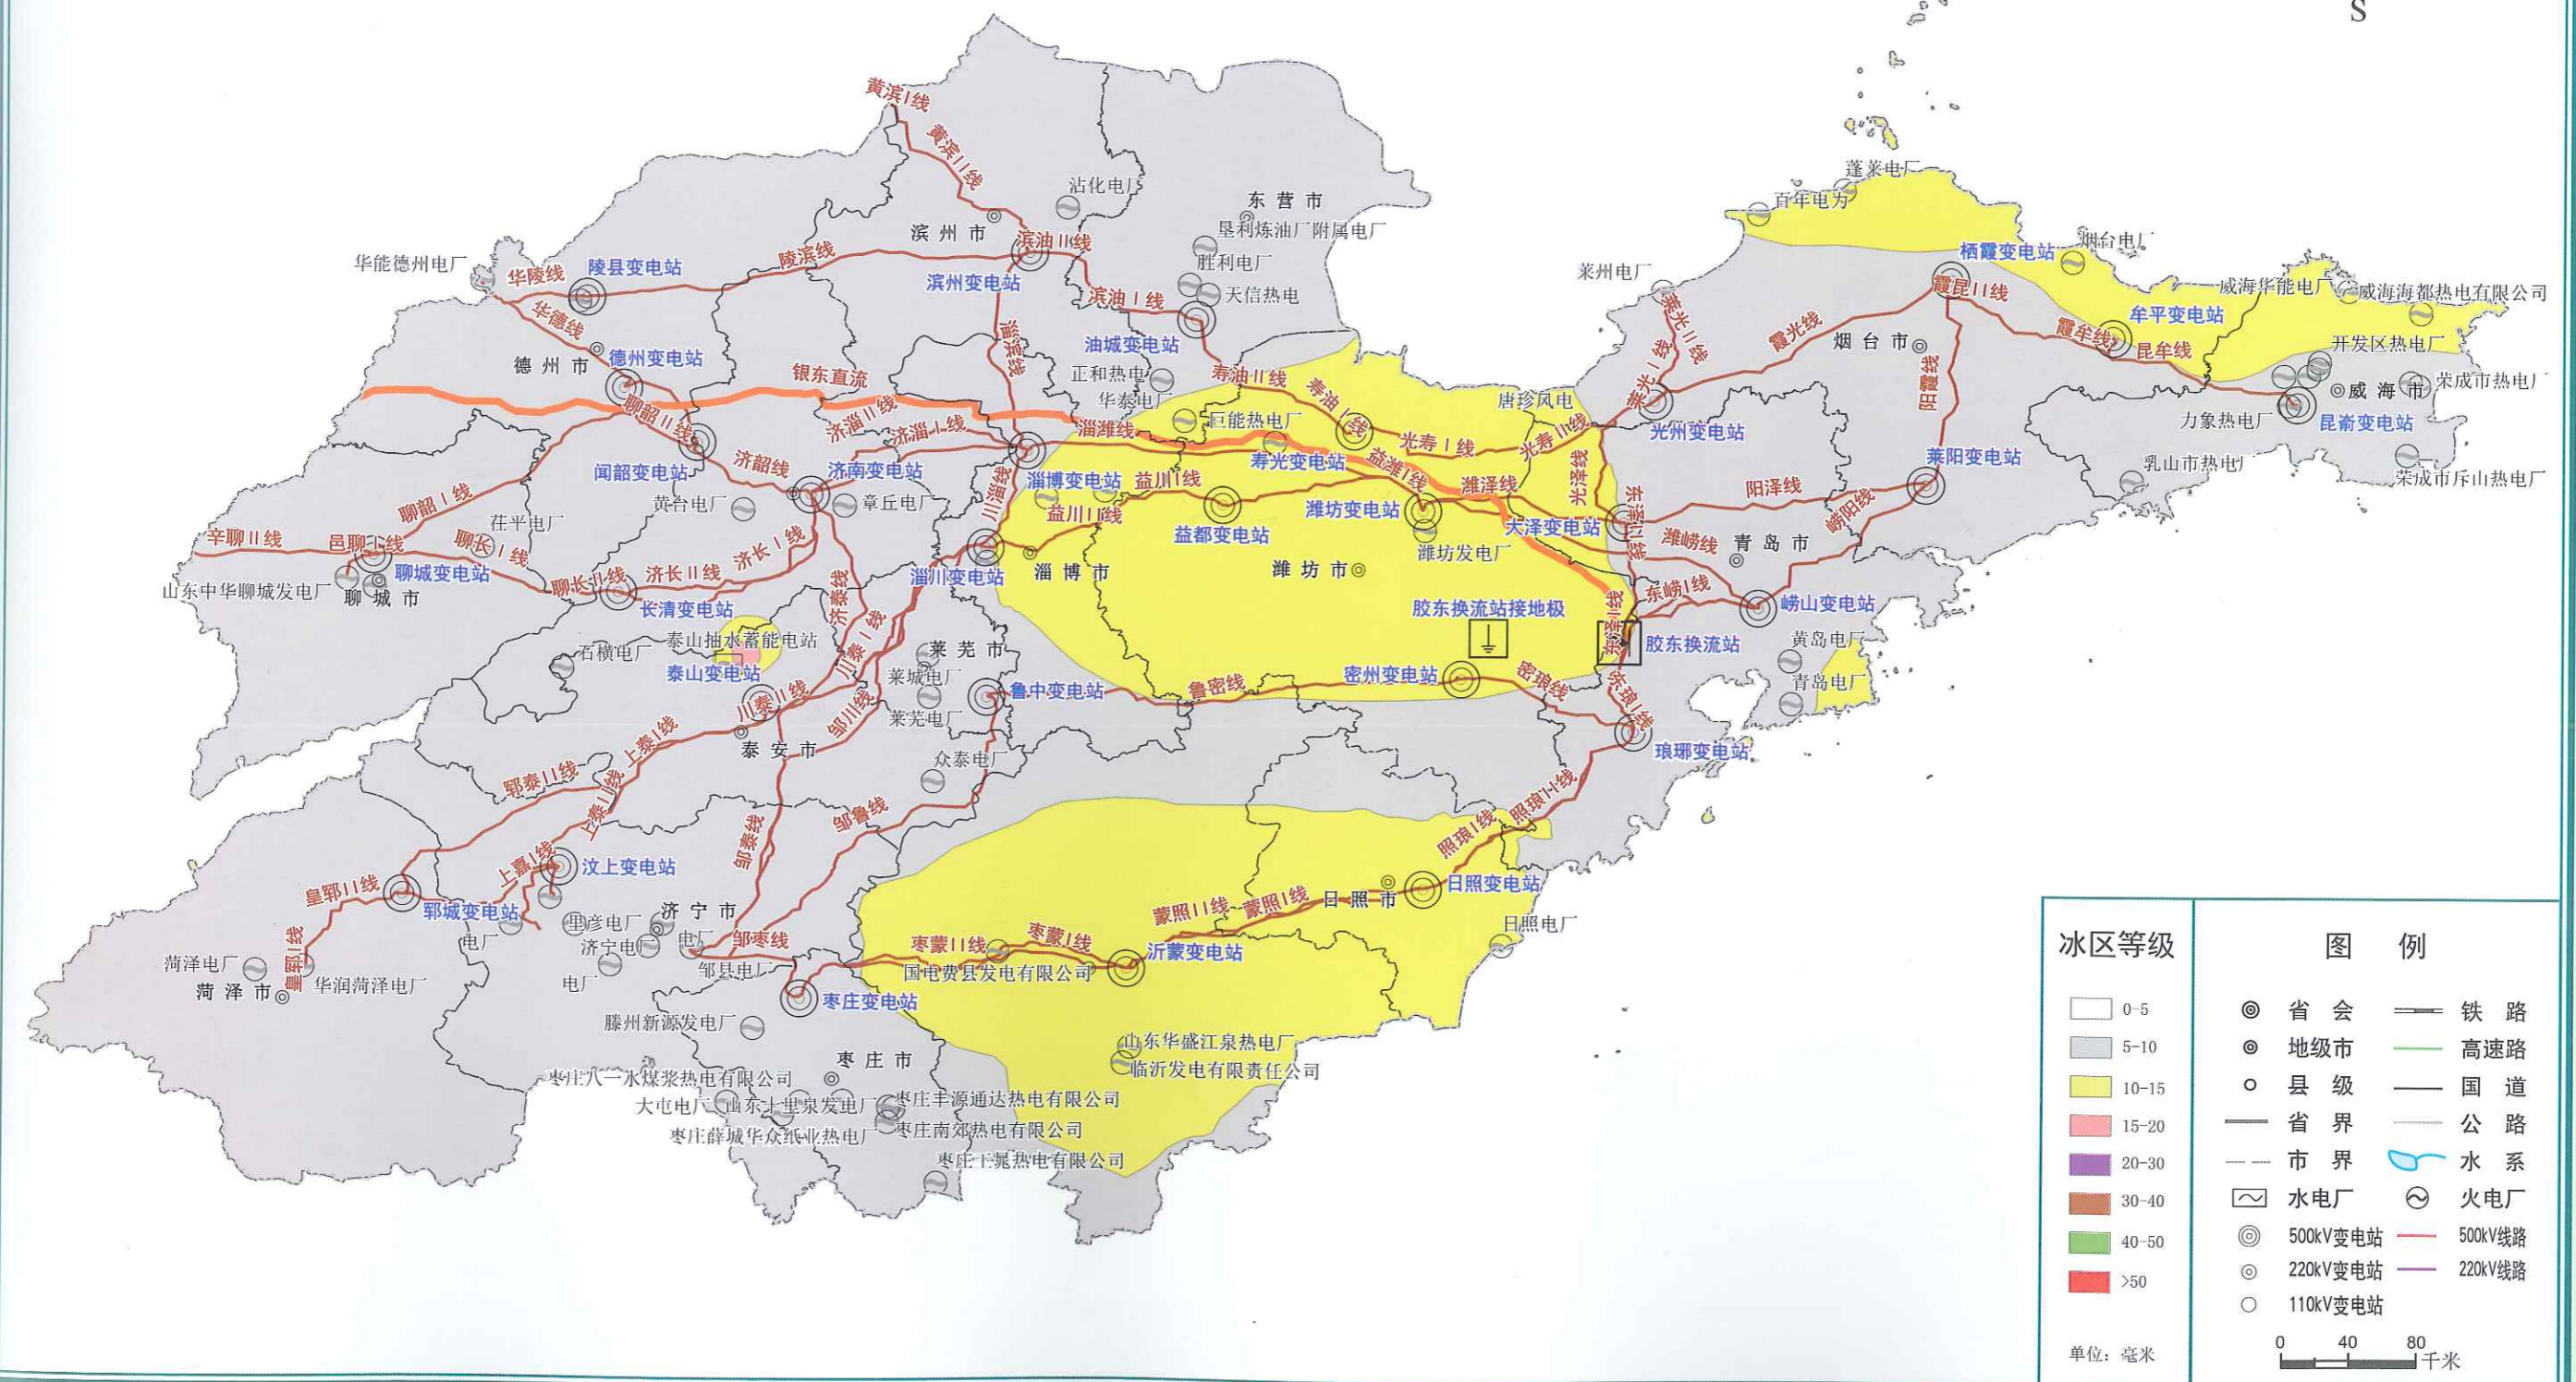 S
黄滨I线
黄滨II线
沾化电厂
东营市
滨州市
滨油II线
垦利炼油厂附属电厂
胜利电厂
天信热电
滨州变电站
滨油I线
油城变电站
陵滨线
华能德州电厂
华陵线
陵县变电站
华德线
德州市
德州变电站
淄滨线
正和热电
华泰电厂
寿油II线
寿油I线
巨能热电厂
唐珍风电
银东直流
聊韶II线
济淄II线
济淄I线
淄潍线
寿光变电站
光寿I线
光寿II线
益潍I线
闻韶变电站
济韶线
济南变电站
黄台电厂
章丘电厂
川淄线
淄博变电站
益川I线
益川II线
益都变电站
潍坊变电站
潍泽线
潍坊发电厂
大泽变电站
聊韶I线
茌平电厂
辛聊II线
邑聊I线
聊长I线
聊城变电站
山东中华聊城发电厂
聊城市
聊长II线
济长II线
济长I线
长清变电站
济泰线
淄川变电站
淄博市
潍坊市
胶东换流站接地极
泰山抽水蓄能电站
泰山变电站
石横电厂
川泰I线
川泰II线
莱芜市
莱城电厂
莱芜电厂
鲁中变电站
鲁密线
密州变电站
密琅线
东琅I线
琅琊变电站
胶东换流站
东泽I线
东泽II线
东崂I线
崂山变电站
黄岛电厂
青岛电厂
青岛市
潍崂线
崂阳线
阳泽线
莱阳变电站
阳霞线
光泽线
光州变电站
莱光I线
莱光II线
莱州电厂
霞光线
烟台市
霞昆II线
栖霞变电站
蓬莱电厂
百年电力
烟台电厂
霞牟线
牟平变电站
昆牟线
威海华能电厂
威海海都热电有限公司
开发区热电厂
威海市
荣成市热电厂
力象热电厂
昆嵛变电站
乳山市热电厂
荣成市斥山热电厂
泰安市
邹川线
上泰I线
上泰II线
郓泰II线
众泰电厂
邹鲁线
邹泰线
上嘉I线
汶上变电站
皇郓II线
皇郓I线
郓城变电站
电厂
里彦电厂
济宁市
济宁电厂
电厂
电厂
邹枣线
邹县电厂
菏泽电厂
菏泽市
华润菏泽电厂
枣蒙II线
枣蒙I线
国电费县发电有限公司
枣庄变电站
沂蒙变电站
蒙照II线
蒙照I线
日照市
日照变电站
照琅I线
照琅II线
日照电厂
滕州新源发电厂
枣庄市
枣庄八一水煤浆热电有限公司
大屯电厂
山东十里泉发电厂
枣庄薛城华众纸业热电厂
枣庄丰源通达热电有限公司
枣庄南郊热电有限公司
枣庄王晁热电有限公司
山东华盛江泉热电厂
临沂发电有限责任公司
冰区等级
0-5
5-10
10-15
15-20
20-30
30-40
40-50
>50
单位：毫米
图例
省会 铁路
地级市 高速路
县级 国道
省界 公路
市界 水系
水电厂 火电厂
500kV变电站 500kV线路
220kV变电站 220kV线路
110kV变电站
0 40 80
千米